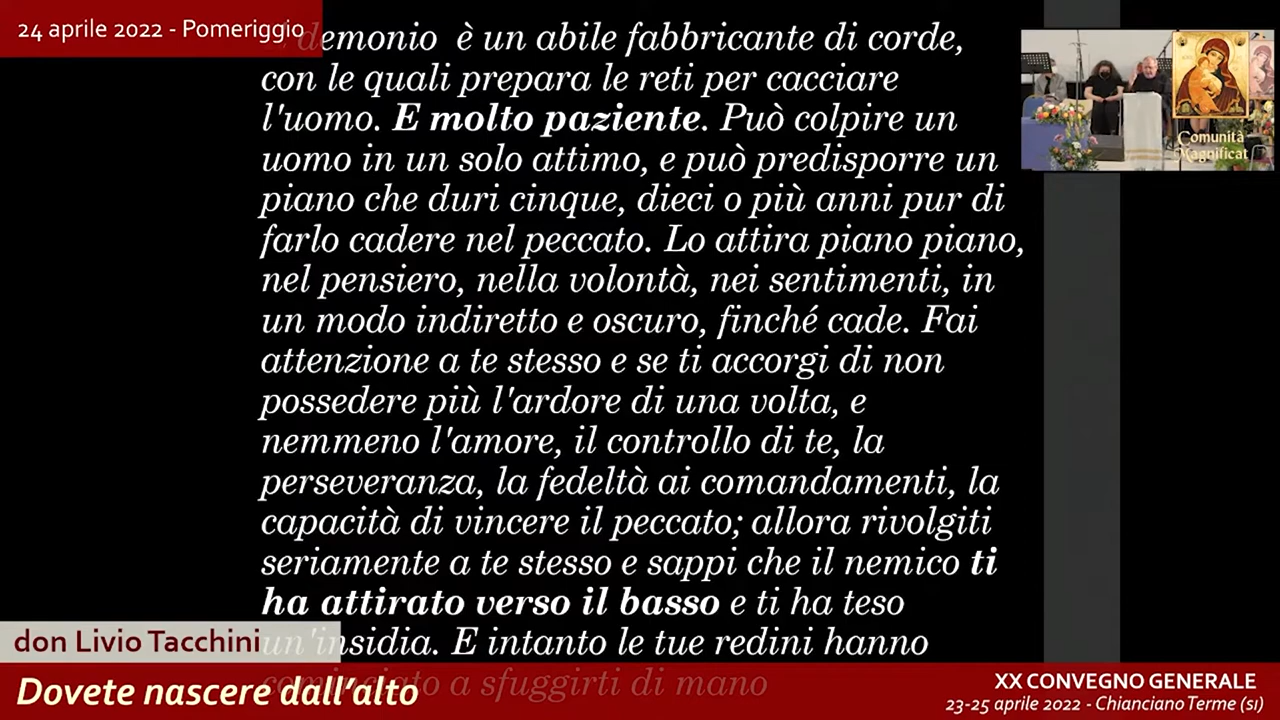 24 aprile 2022 - Pomeriggio
demonio è un abile fabbricante di corde,
con le quali prepara le reti per cacciare
l'uomo. E molto paziente. Può colpire un
uomo in un solo attimo, e può predisporre un
piano che duri cinque, dieci o più anni pur di
farlo cadere nel peccato. Lo attira piano piano,
nel pensiero, nella volontà, nei sentimenti, in
un modo indiretto e oscuro, finché cade. Fai
attenzione a te stesso e se ti accorgi di non
possedere più l'ardore di una volta, e
nemmeno l'amore, il controllo di te, la
perseveranza, la fedeltà ai comandamenti, la
capacità di vincere il peccato; allora rivolgiti
seriamente a te stesso e sappi che il nemico ti
ha attirato verso il basso e ti ha teso
un'insidia. E intanto le tue redini hanno
cominciato a sfuggirti di mano
Comunità
Magnificat
don Livio Tacchini
Dovete nascere dall'alto
XX CONVEGNO GENERALE
23-25 aprile 2022 - Chianciano Terme (SI)